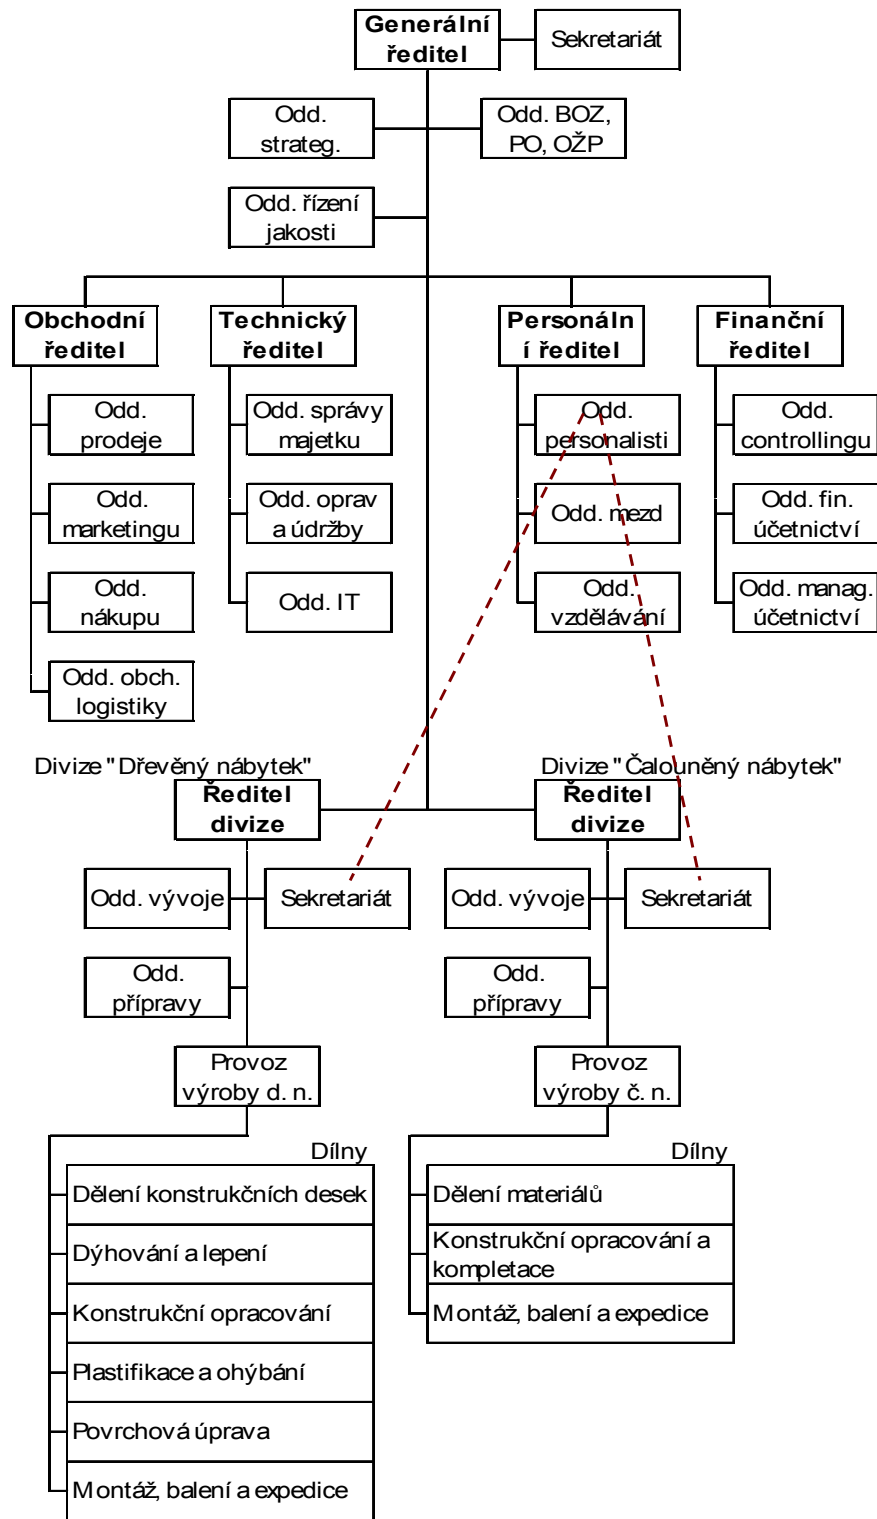 Generální
ředitel
Sekretariát
Odd.
strateg.
Odd. BOZ,
PO, OŽP
Odd. řízení
jakosti
Obchodní
ředitel
Technický
ředitel
Personáln
í ředitel
Finanční
ředitel
Odd.
prodeje
Odd. správy
majetku
Odd.
personalisti
Odd.
controllingu
Odd.
marketingu
Odd. oprav
a údržby
Odd. mezd
Odd. fin.
účetnictví
Odd.
nákupu
Odd. IT
Odd.
vzdělávání
Odd. manag.
účetnictví
Odd. obch.
logistiky
Divize "Dřevěný nábytek"
Divize "Čalouněný nábytek"
Ředitel
divize
Ředitel
divize
Odd. vývoje
Sekretariát
Odd. vývoje
Sekretariát
Odd.
přípravy
Odd.
přípravy
Provoz
výroby d. n.
Provoz
výroby č. n.
Dílny
Dělení konstrukčních desek
Dýhování a lepení
Konstrukční opracování
Plastifikace a ohýbání
Povrchová úprava
Montáž, balení a expedice
Dílny
Dělení materiálů
Konstrukční opracování a
kompletace
Montáž, balení a expedice